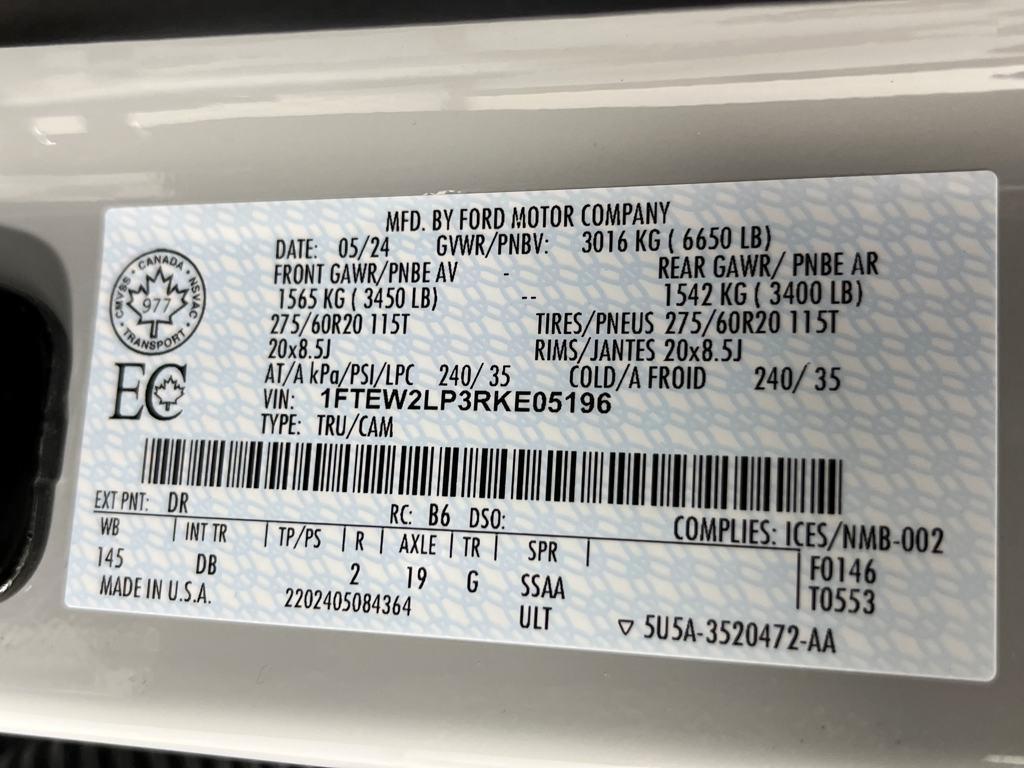 MFD. BY FORD MOTOR COMPANY
DATE: 05/24 GVWR/PNBV: 3016 KG ( 6650 LB)
FRONT GAWR/PNBE AV - REAR GAWR/ PNBE AR
1565 KG ( 3450 LB) -- 1542 KG ( 3400 LB)
275/60R20 115T TIRES/PNEUS 275/60R20 115T
20x8.5J RIMS/JANTES 20x8.5J
AT/A kPa/PSI/LPC 240/ 35 COLD/A FROID 240/ 35
VIN: 1FTEW2LP3RKE05196
TYPE: TRU/CAM
CANADA
CMVSS NSVAC
977
TRANSPORT
EC
EXT PNT: DR RC: B6 DSO: COMPLIES: ICES/NMB-002
WB | INT TR | TP/PS | R | AXLE | TR | SPR | F0146
145 DB 2 19 G SSAA T0553
MADE IN U.S.A. 2202405084364 ULT ▽ 5U5A-3520472-AA